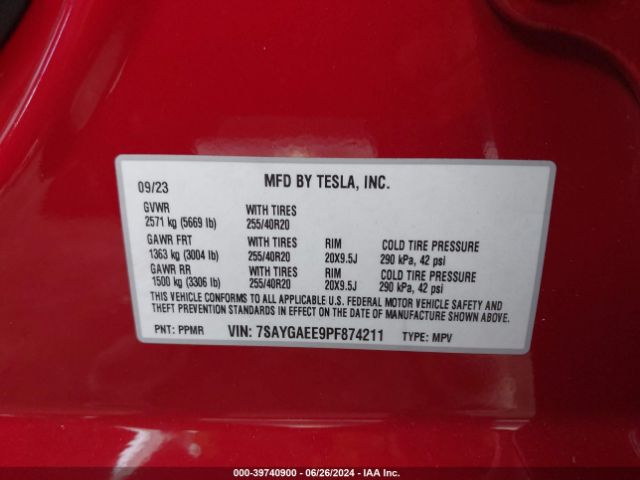 09/23 MFD BY TESLA, INC.
GVWR WITH TIRES
2571 kg (5669 lb) 255/40R20
GAWR FRT WITH TIRES RIM COLD TIRE PRESSURE
1363 kg (3004 lb) 255/40R20 20X9.5J 290 kPa, 42 psi
GAWR RR WITH TIRES RIM COLD TIRE PRESSURE
1500 kg (3306 lb) 255/40R20 20X9.5J 290 kPa, 42 psi
THIS VEHICLE CONFORMS TO ALL APPLICABLE U.S. FEDERAL MOTOR VEHICLE SAFETY AND
THEFT PREVENTION STANDARDS IN EFFECT ON THE DATE OF MANUFACTURE SHOWN ABOVE.
PNT: PPMR VIN: 7SAYGAEE9PF874211 TYPE: MPV
000-39740900 - 06/26/2024 - IAA Inc.